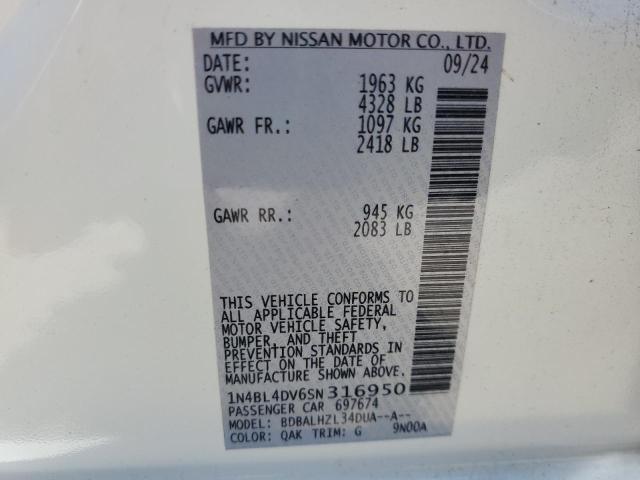 MFD BY NISSAN MOTOR CO., LTD.
DATE: 09/24
GVWR: 1963 KG
4328 LB
GAWR FR.: 1097 KG
2418 LB
GAWR RR.: 945 KG
2083 LB
THIS VEHICLE CONFORMS TO
ALL APPLICABLE FEDERAL
MOTOR VEHICLE SAFETY,
BUMPER, AND THEFT
PREVENTION STANDARDS IN
EFFECT ON THE DATE OF
MANUFACTURE SHOWN ABOVE.
1N4BL4DV6SN316950
PASSENGER CAR 697674
MODEL: BDBALHZL34DUA--A--
COLOR: QAK TRIM: G 9N00A